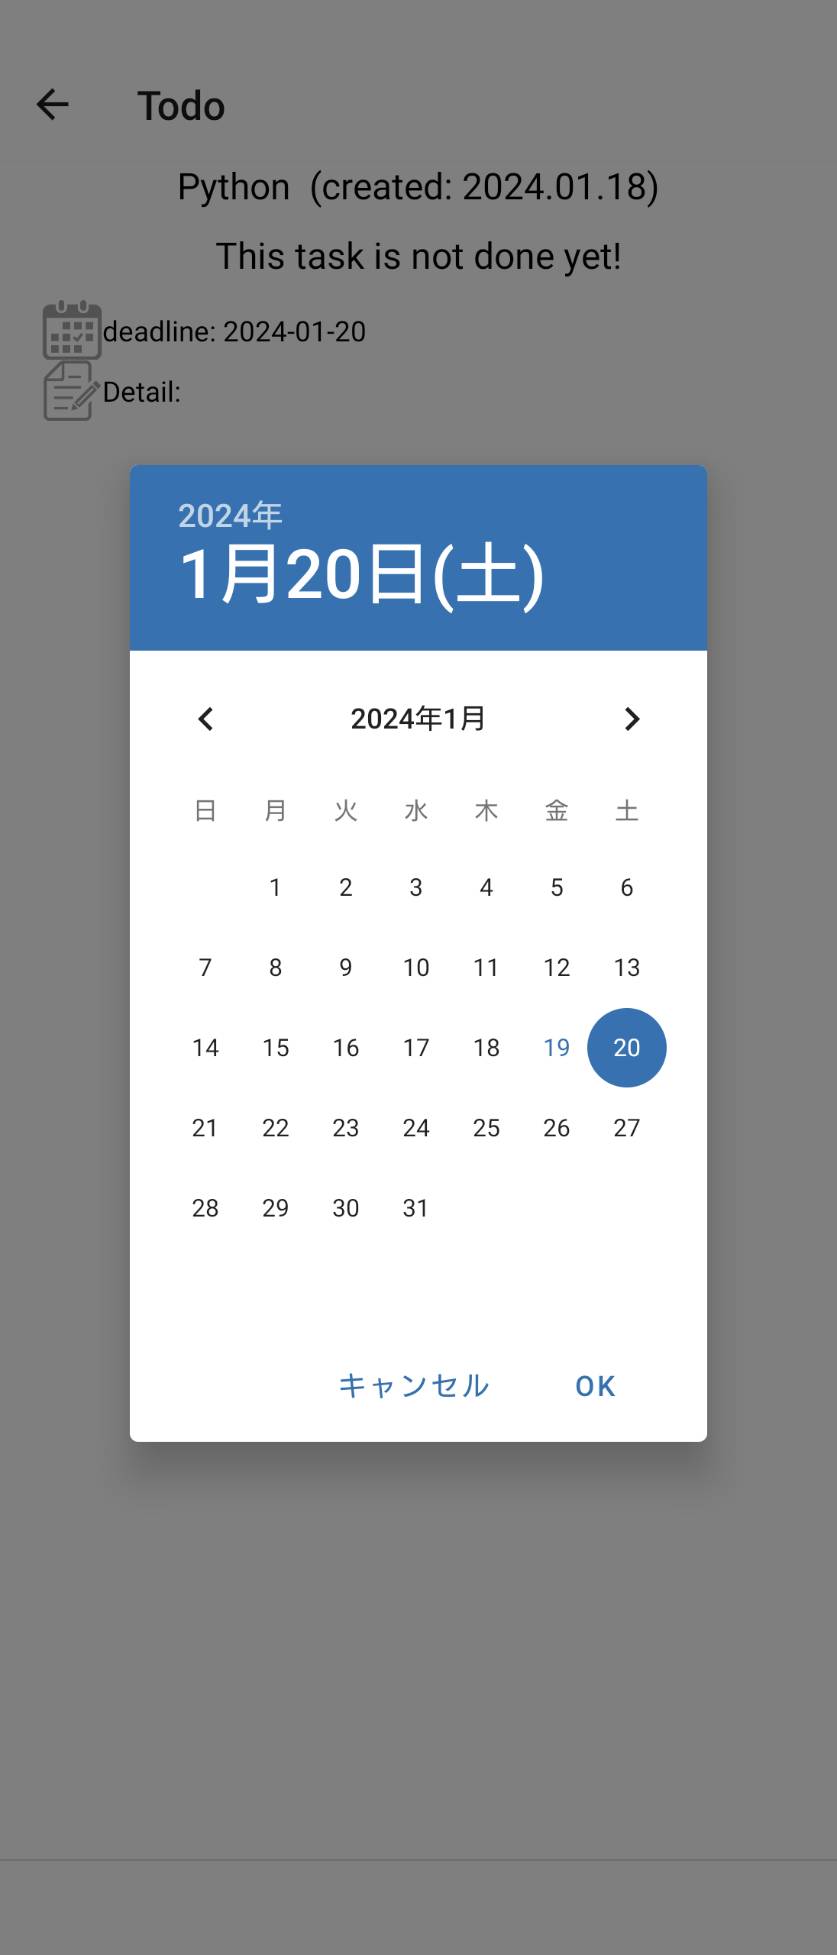 Todo
Python (created: 2024.01.18)
This task is not done yet!
deadline: 2024-01-20
Detail:
2024年
1月20日(土)
2024年1月
日 月 火 水 木 金 土
1 2 3 4 5 6
7 8 9 10 11 12 13
14 15 16 17 18 19 20
21 22 23 24 25 26 27
28 29 30 31
キャンセル OK